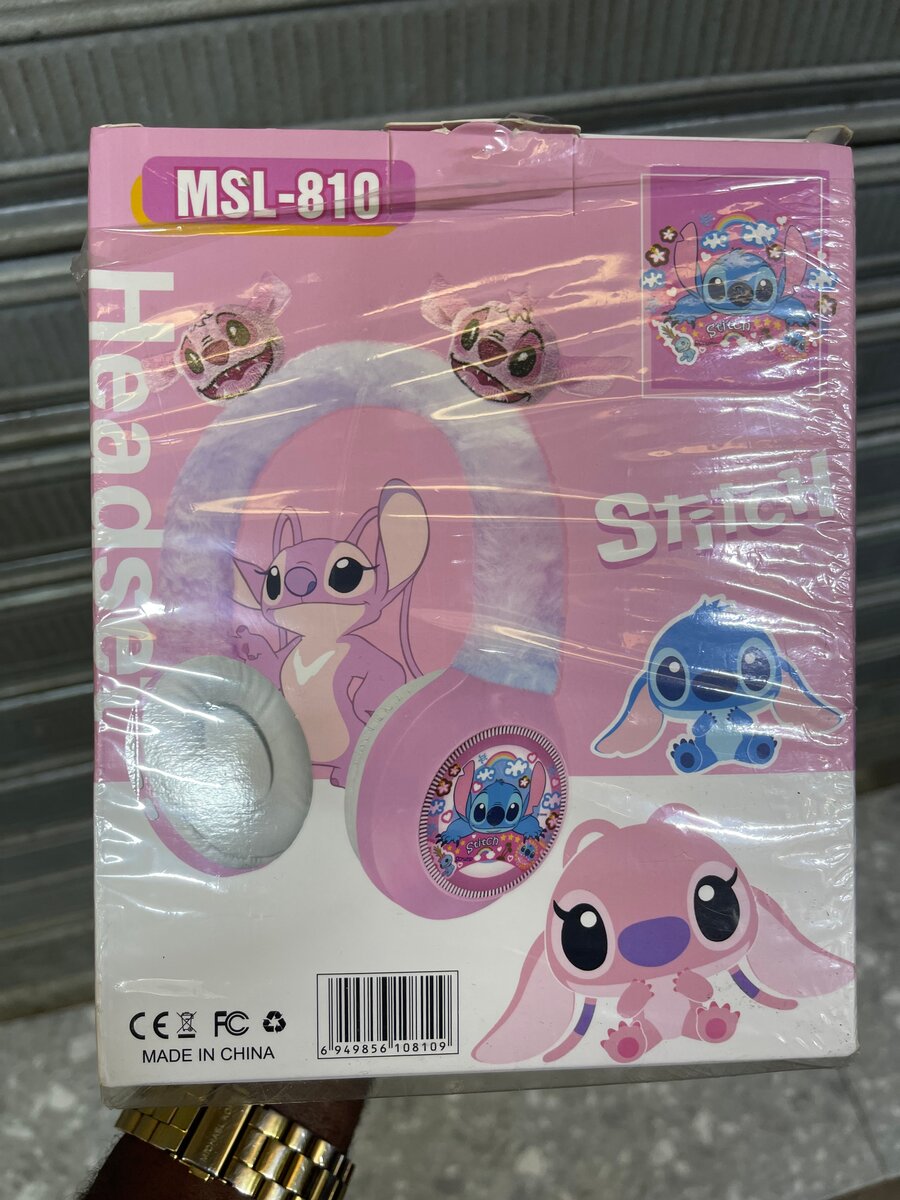 MSL-810
Headset
Stitch
STiTCH
Stitch
CE FC
MADE IN CHINA
6 949856 108109